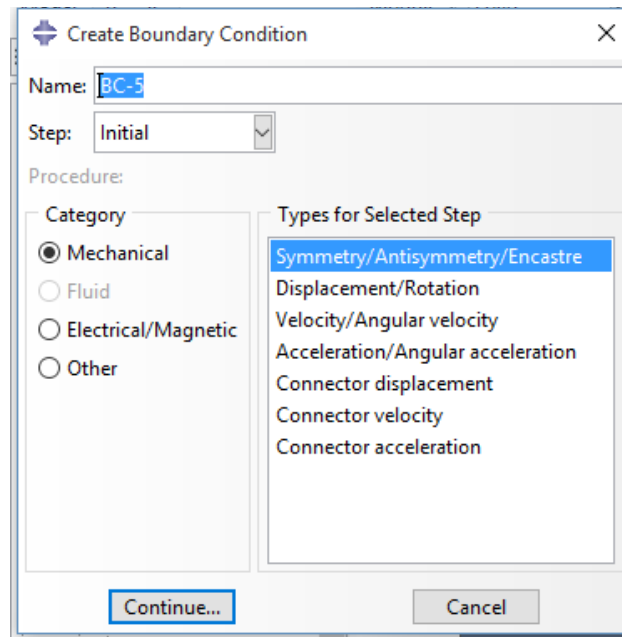 Create Boundary Condition
Name: BC-5
Step: Initial
Procedure:
Category
Mechanical
Fluid
Electrical/Magnetic
Other
Types for Selected Step
Symmetry/Antisymmetry/Encastre
Displacement/Rotation
Velocity/Angular velocity
Acceleration/Angular acceleration
Connector displacement
Connector velocity
Connector acceleration
Continue... Cancel